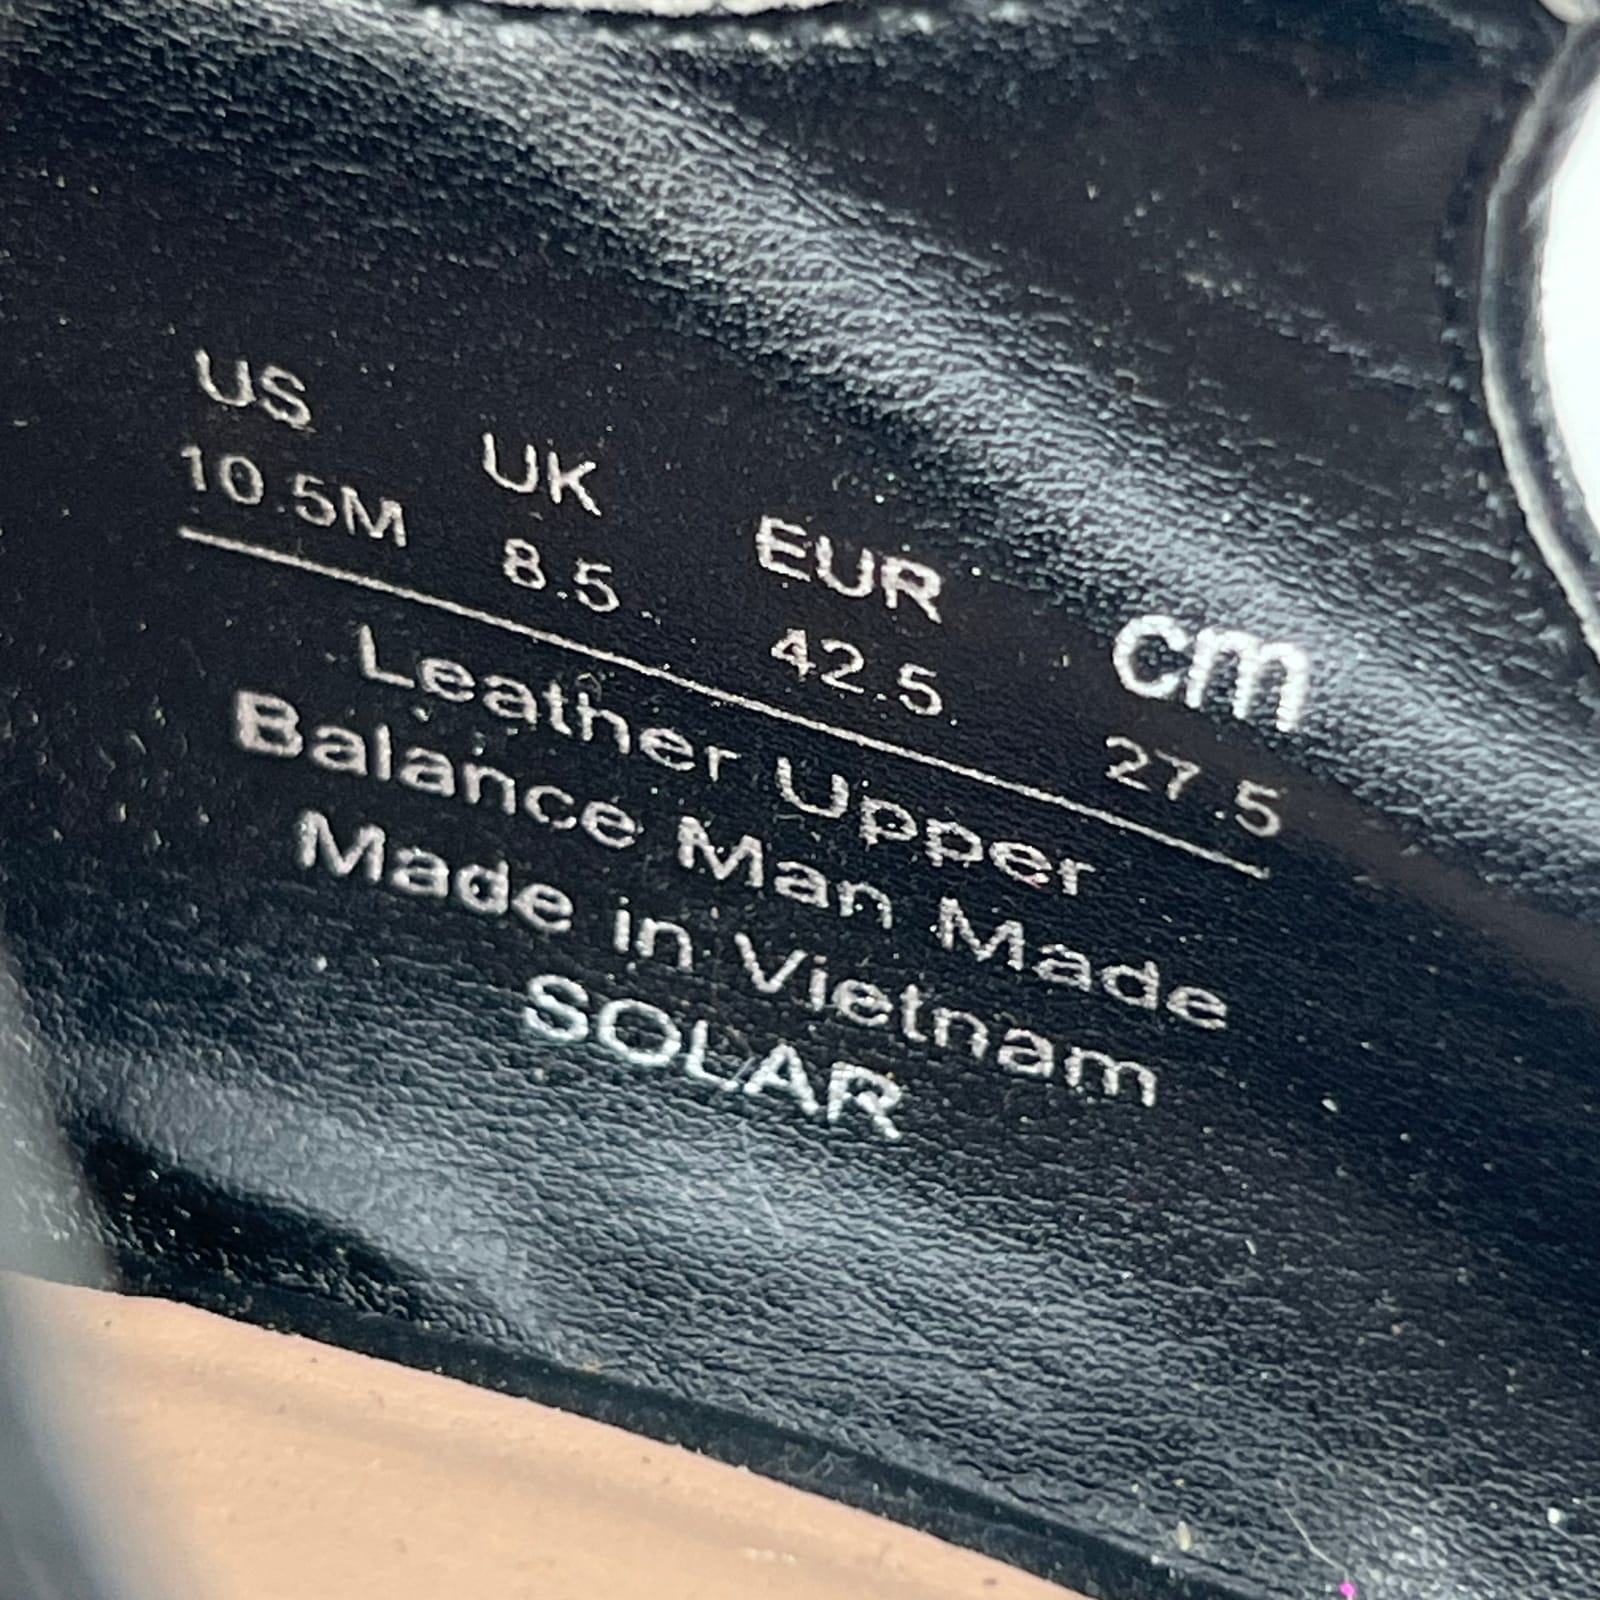 US UK EUR cm
10.5M 8.5 42.5 27.5
Leather Upper
Balance Man Made
Made in Vietnam
SOLAR